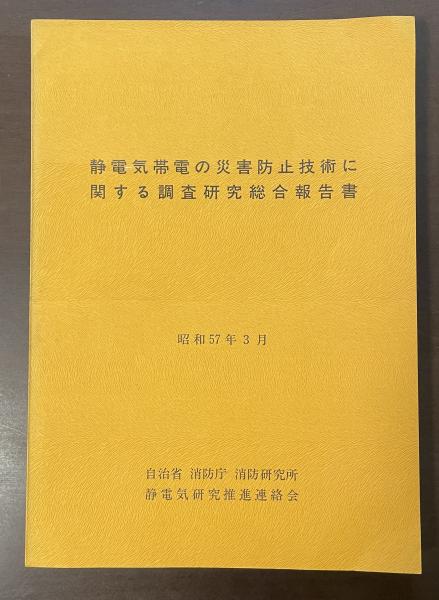 静電気帯電の災害防止技術に
関する調査研究総合報告書
昭和57年3月
自治省 消防庁 消防研究所
静電気研究推進連絡会